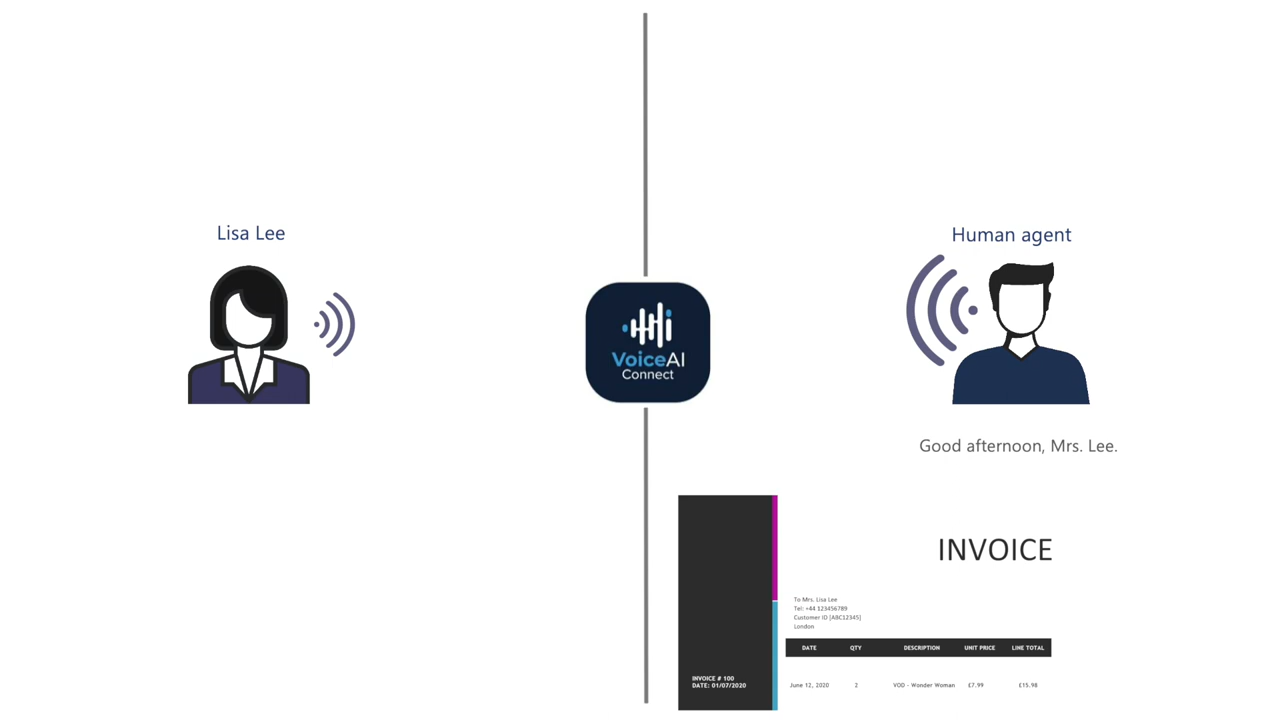 Lisa Lee
Human agent
VoiceAI
Connect
Good afternoon, Mrs. Lee.
INVOICE
To Mrs. Lisa Lee
Tel: +44 123456789
Customer ID [ABC12345]
London
DATE QTY DESCRIPTION UNIT PRICE LINE TOTAL
June 12, 2020 2 VOD - Wonder Woman £7.99 £15.98
INVOICE # 100
DATE: 01/07/2020